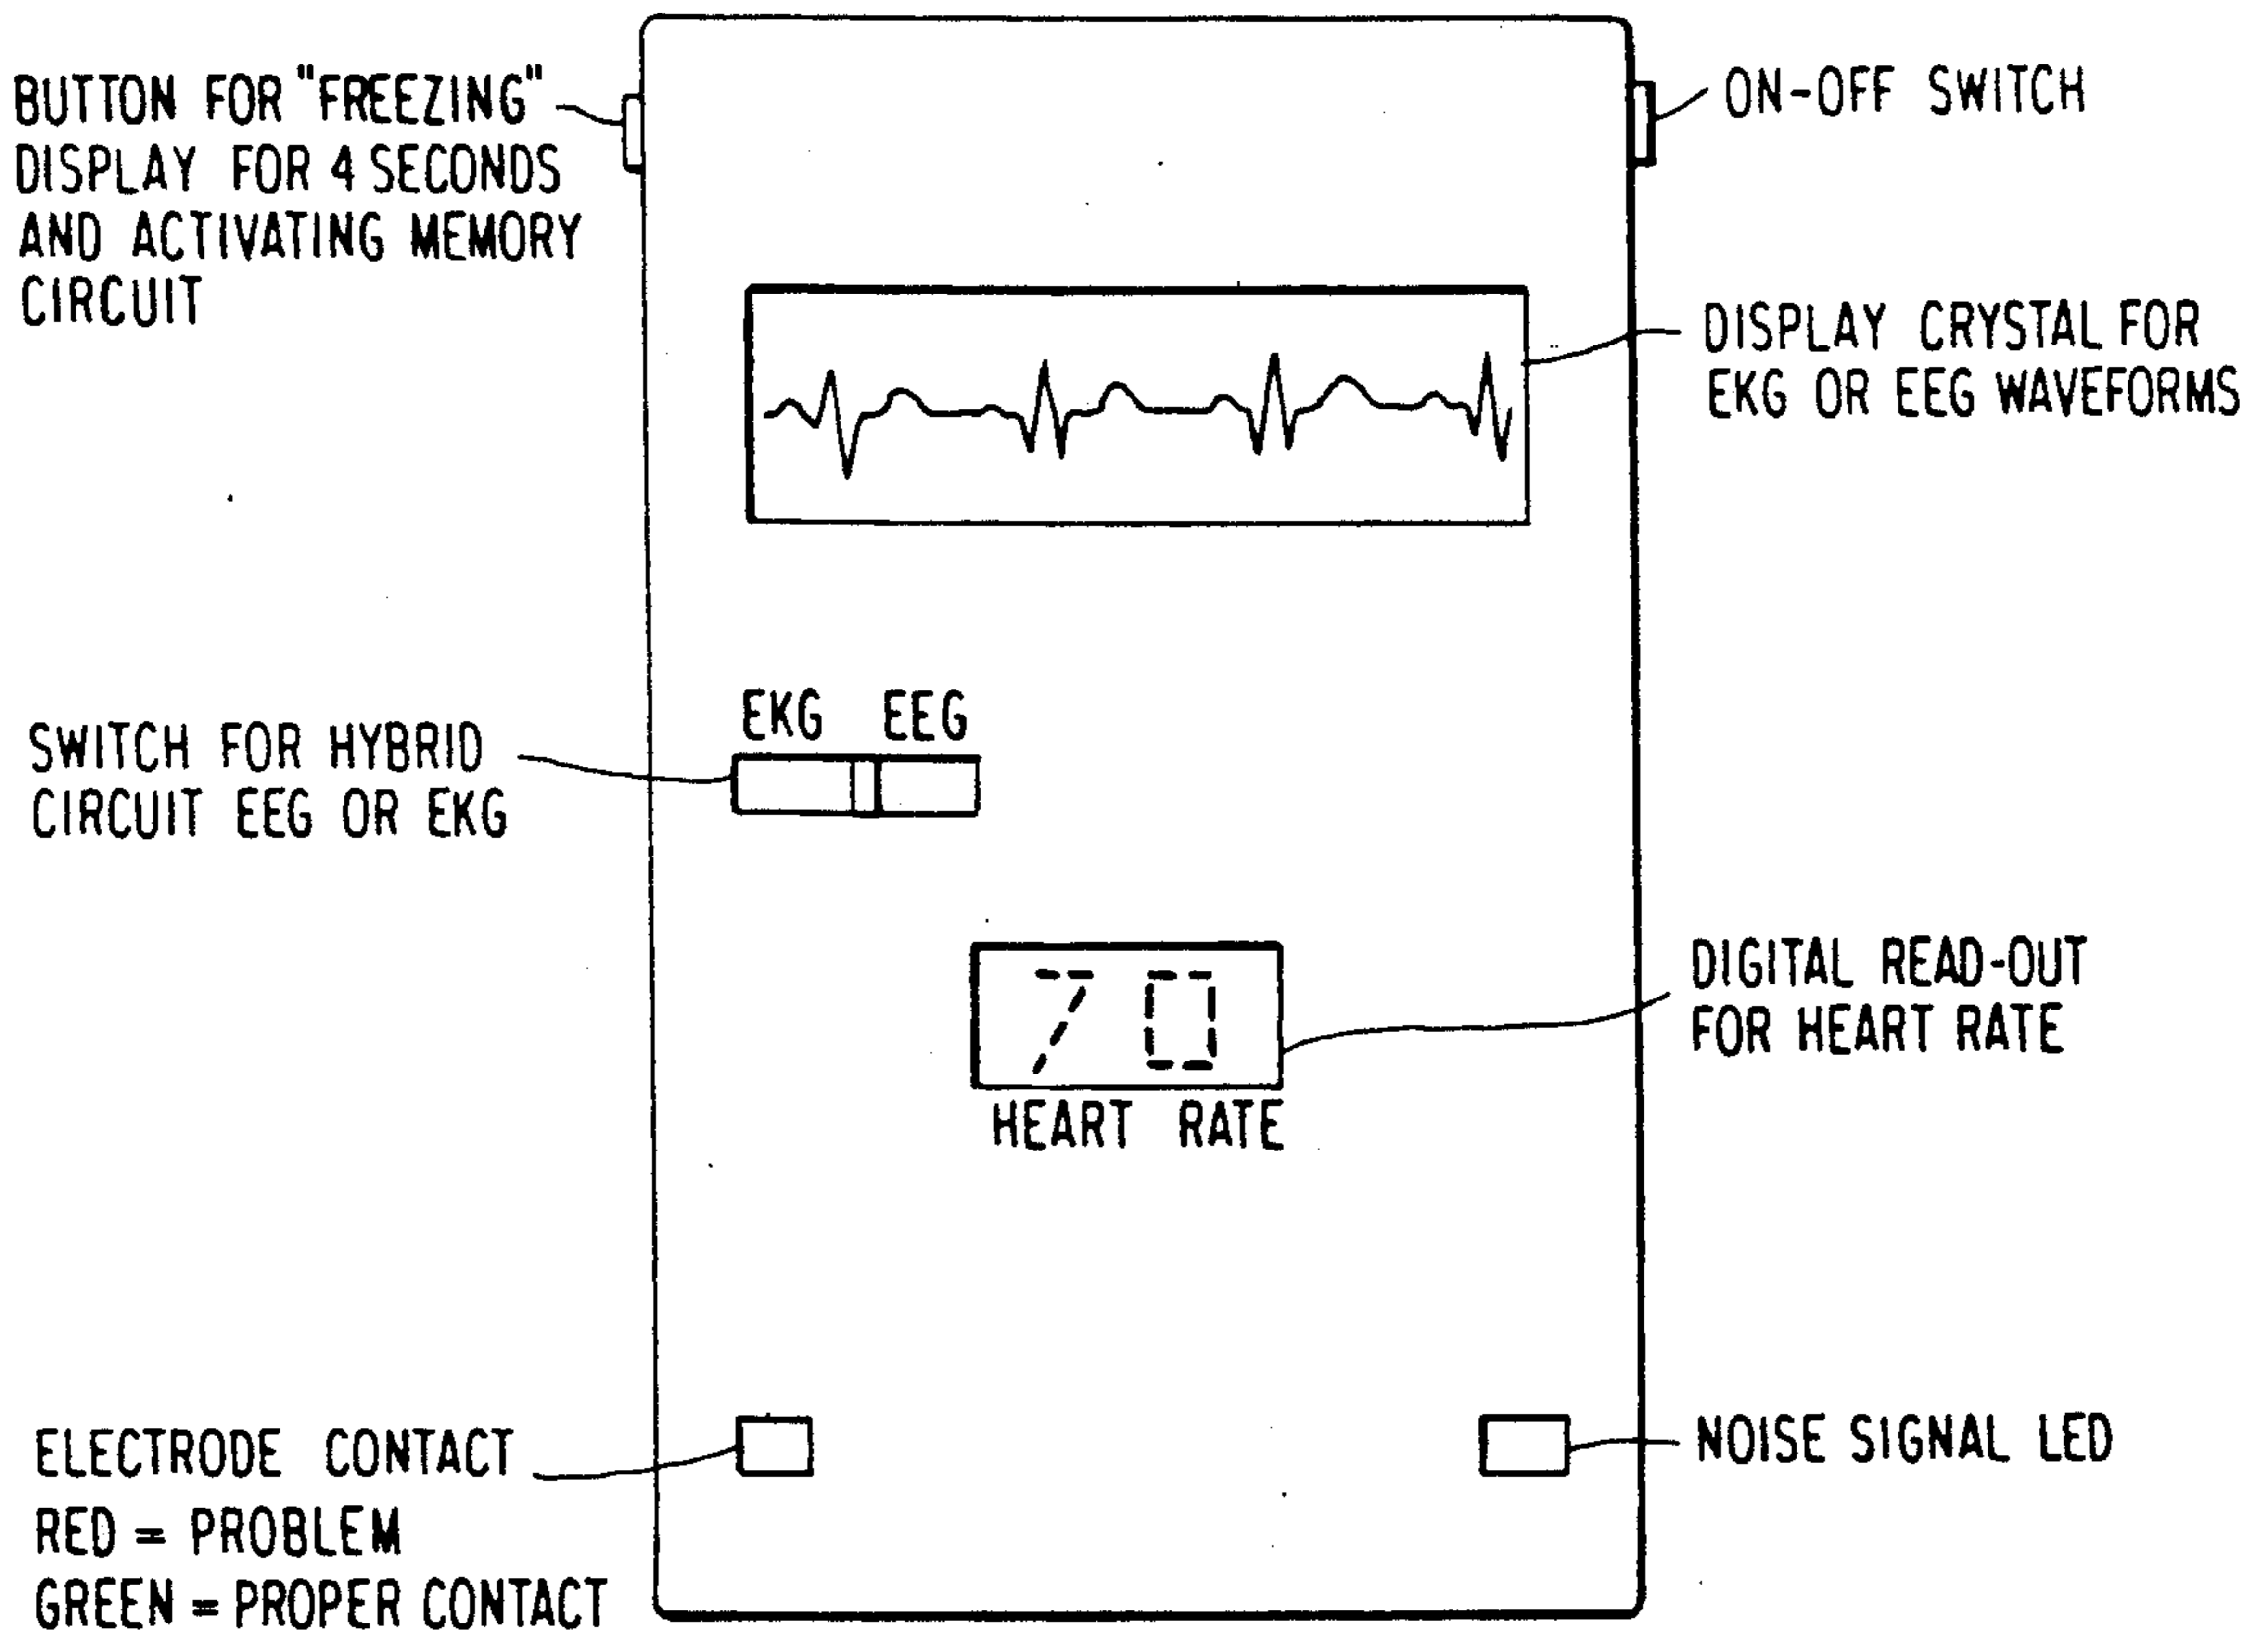 BUTTON FOR "FREEZING"
DISPLAY FOR 4 SECONDS
AND ACTIVATING MEMORY
CIRCUIT
ON-OFF SWITCH
DISPLAY CRYSTAL FOR
EKG OR EEG WAVEFORMS
EKG EEG
SWITCH FOR HYBRID
CIRCUIT EEG OR EKG
70
HEART RATE
DIGITAL READ-OUT
FOR HEART RATE
ELECTRODE CONTACT
RED = PROBLEM
GREEN = PROPER CONTACT
NOISE SIGNAL LED